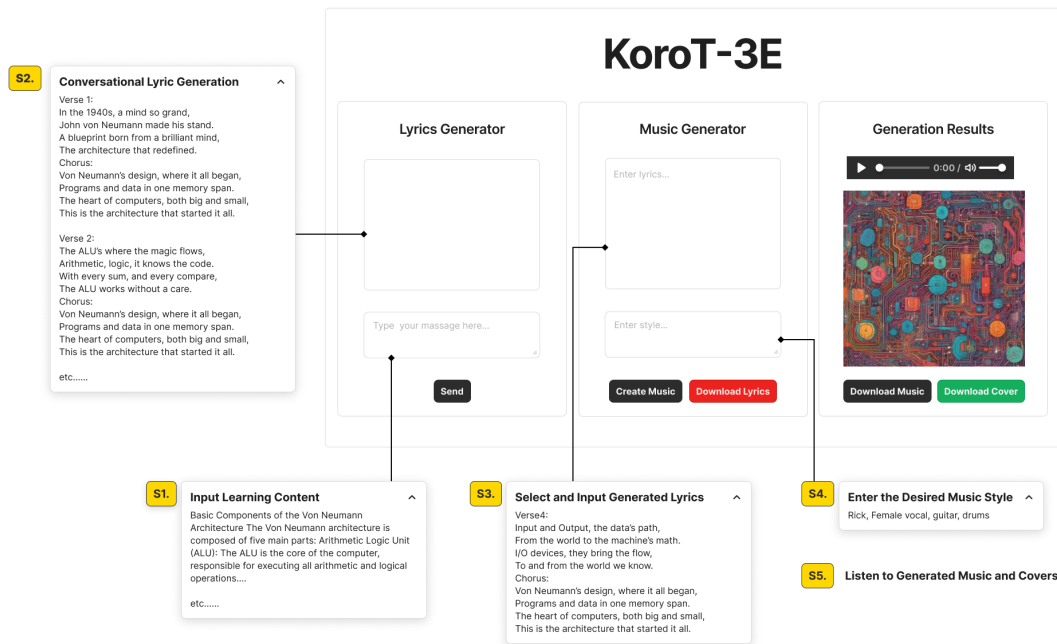 KoroT-3E
S2.
Conversational Lyric Generation
Verse 1:
In the 1940s, a mind so grand,
John von Neumann made his stand.
A blueprint born from a brilliant mind,
The architecture that redefined.
Chorus:
Von Neumann's design, where it all began,
Programs and data in one memory span.
The heart of computers, both big and small,
This is the architecture that started it all.
Verse 2:
The ALU's where the magic flows,
Arithmetic, logic, it knows the code.
With every sum, and every compare,
The ALU works without a care.
Chorus:
Von Neumann's design, where it all began,
Programs and data in one memory span.
The heart of computers, both big and small,
This is the architecture that started it all.
etc......
Lyrics Generator
Type  your massage here...
Send
Music Generator
Enter lyrics...
Enter style...
Create Music
Download Lyrics
Generation Results
0:00 /
Download Music
Download Cover
S1.
Input Learning Content
Basic Components of the Von Neumann
Architecture The Von Neumann architecture is
composed of five main parts: Arithmetic Logic Unit
(ALU): The ALU is the core of the computer,
responsible for executing all arithmetic and logical
operations....
etc......
S3.
Select and Input Generated Lyrics
Verse4:
Input and Output, the data's path,
From the world to the machine's math.
I/O devices, they bring the flow,
To and from the world we know.
Chorus:
Von Neumann's design, where it all began,
Programs and data in one memory span.
The heart of computers, both big and small,
This is the architecture that started it all.
S4.
Enter the Desired Music Style
Rick, Female vocal, guitar, drums
S5.
Listen to Generated Music and Covers